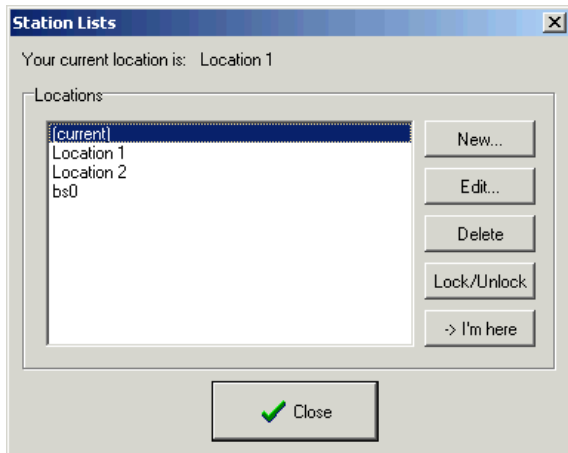 Station Lists
Your current location is: Location 1
Locations
(current)
Location 1
Location 2
bs0
New...
Edit...
Delete
Lock/Unlock
-> I'm here
Close